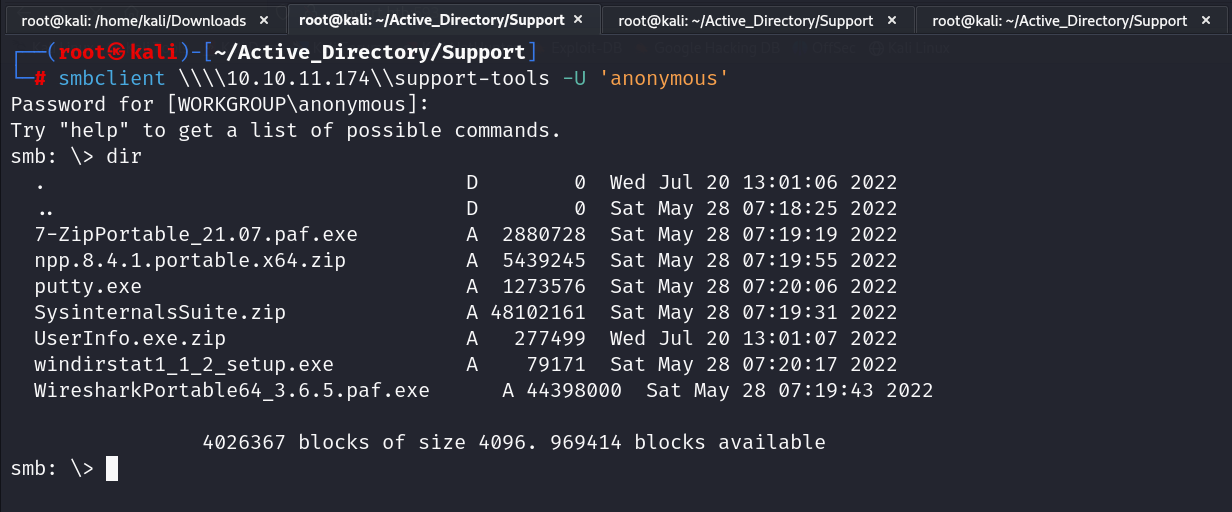 root@kali: /home/kali/Downloads × root@kali: ~/Active_Directory/Support × root@kali: ~/Active_Directory/Support × root@kali: ~/Active_Directory/Support ×
┌──(root㉿kali)-[~/Active_Directory/Support]
└─# smbclient \\\\10.10.11.174\\support-tools -U 'anonymous'
Password for [WORKGROUP\anonymous]:
Try "help" to get a list of possible commands.
smb: \> dir
  .                                   D        0  Wed Jul 20 13:01:06 2022
  ..                                  D        0  Sat May 28 07:18:25 2022
  7-ZipPortable_21.07.paf.exe         A  2880728  Sat May 28 07:19:19 2022
  npp.8.4.1.portable.x64.zip          A  5439245  Sat May 28 07:19:55 2022
  putty.exe                           A  1273576  Sat May 28 07:20:06 2022
  SysinternalsSuite.zip               A 48102161  Sat May 28 07:19:31 2022
  UserInfo.exe.zip                    A   277499  Wed Jul 20 13:01:07 2022
  windirstat1_1_2_setup.exe           A    79171  Sat May 28 07:20:17 2022
  WiresharkPortable64_3.6.5.paf.exe      A 44398000  Sat May 28 07:19:43 2022
                4026367 blocks of size 4096. 969414 blocks available
smb: \>